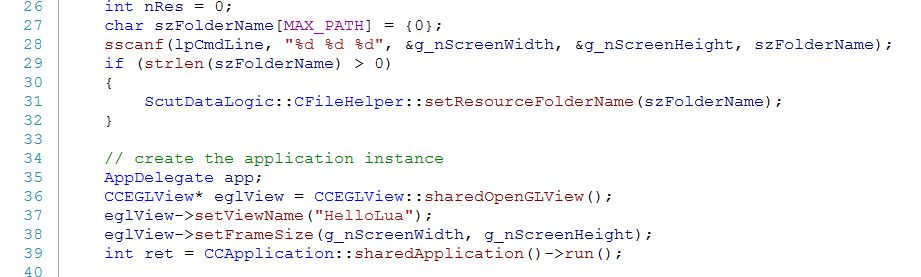 26 int nRes = 0;
27 char szFolderName[MAX_PATH] = {0};
28 sscanf(lpCmdLine, "%d %d %d", &g_nScreenWidth, &g_nScreenHeight, szFolderName);
29 if (strlen(szFolderName) > 0)
30 {
31 ScutDataLogic::CFileHelper::setResourceFolderName(szFolderName);
32 }
33
34 // create the application instance
35 AppDelegate app;
36 CCEGLView* eglView = CCEGLView::sharedOpenGLView();
37 eglView->setViewName("HelloLua");
38 eglView->setFrameSize(g_nScreenWidth, g_nScreenHeight);
39 int ret = CCApplication::sharedApplication()->run();
40